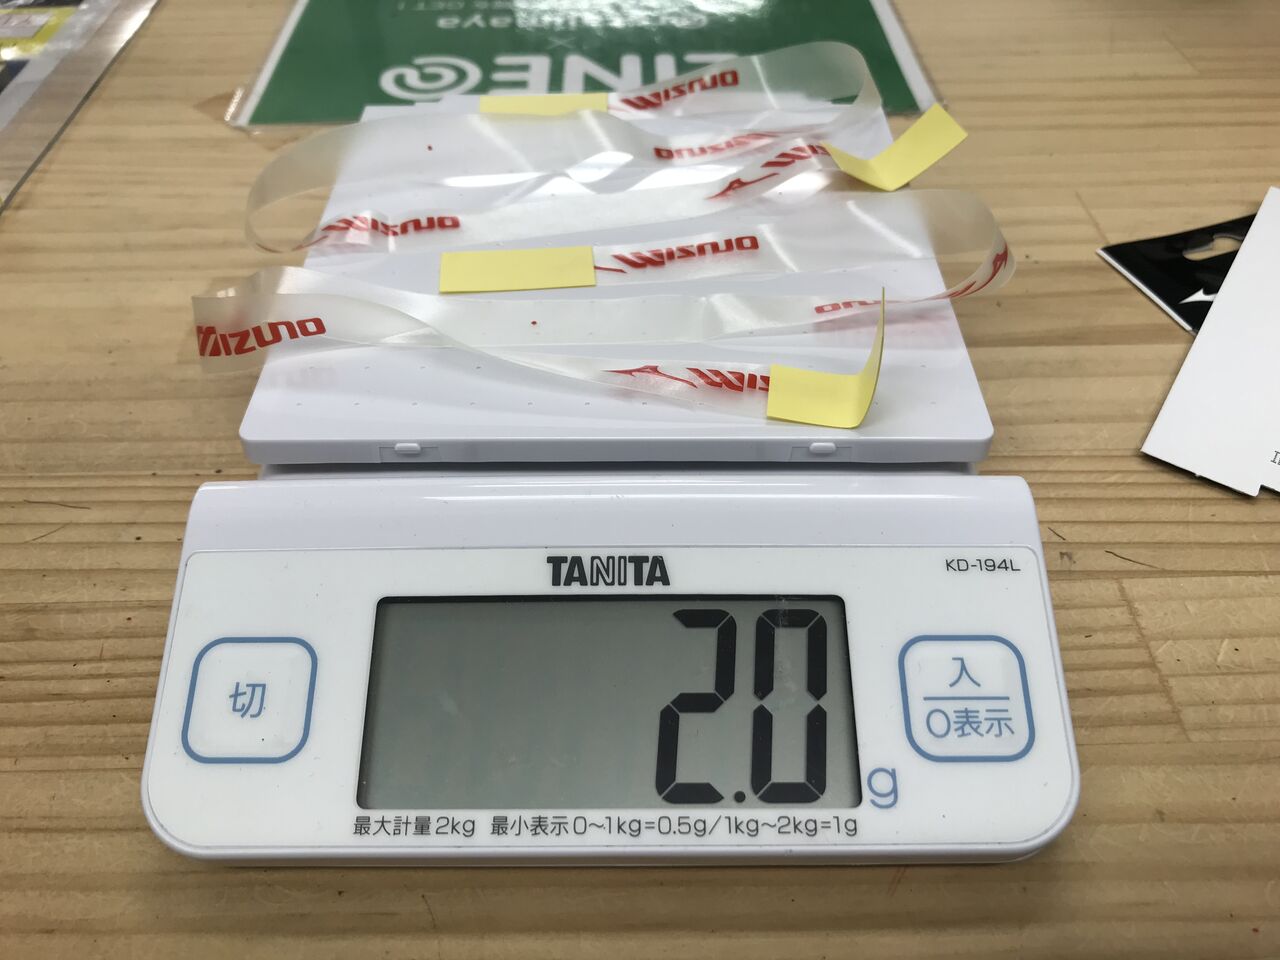 Mizuno
Mizuno
Mizuno
Mizuno
Mizuno
TANITA
KD-194L
切
2.0
g
入
0表示
最大計量2kg 最小表示0～1kg=0.5g/1kg～2kg=1g